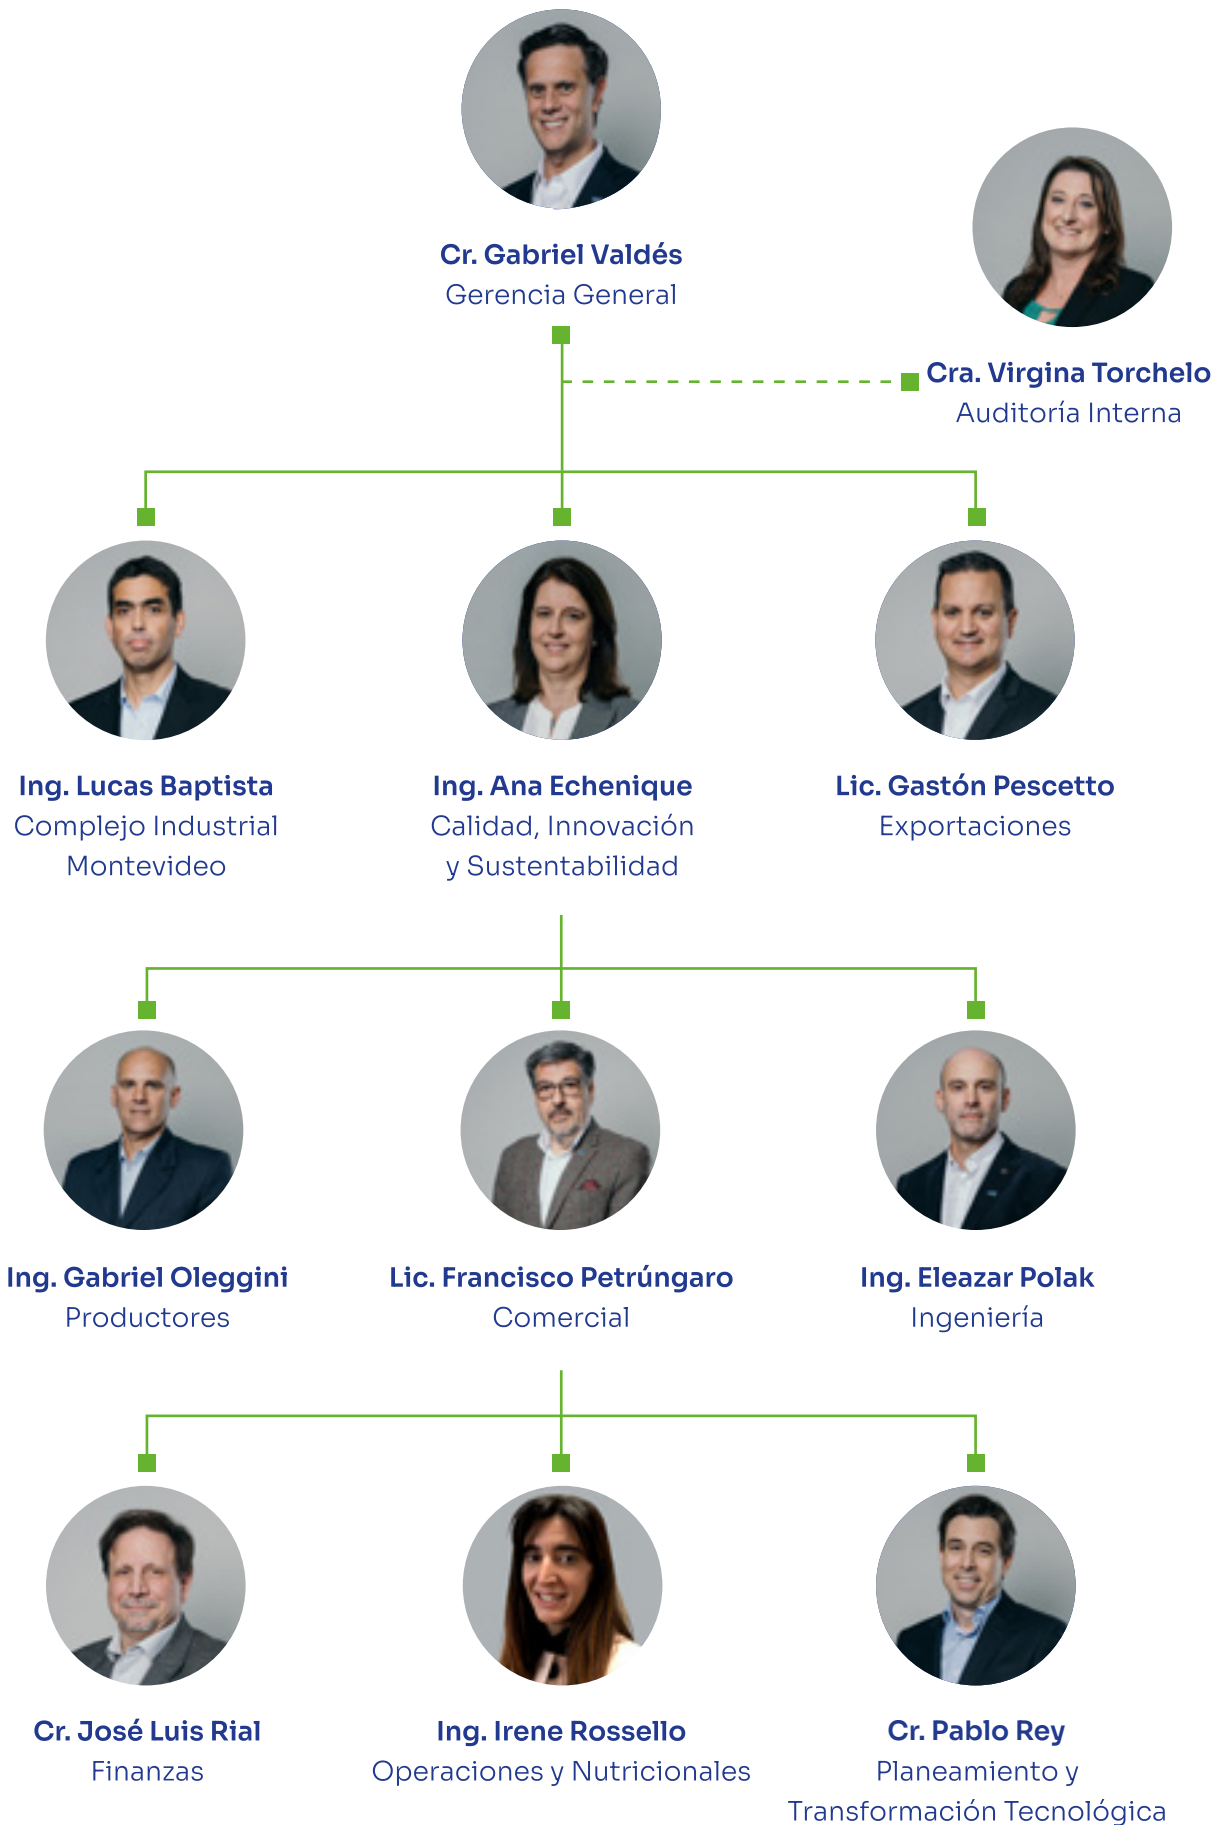 Cr. Gabriel Valdés
Gerencia General
Cra. Virgina Torchelo
Auditoría Interna
Ing. Lucas Baptista
Complejo Industrial
Montevideo
Ing. Ana Echenique
Calidad, Innovación
y Sustentabilidad
Lic. Gastón Pescetto
Exportaciones
Ing. Gabriel Oleggini
Productores
Lic. Francisco Petrúngaro
Comercial
Ing. Eleazar Polak
Ingeniería
Cr. José Luis Rial
Finanzas
Ing. Irene Rossello
Operaciones y Nutricionales
Cr. Pablo Rey
Planeamiento y
Transformación Tecnológica